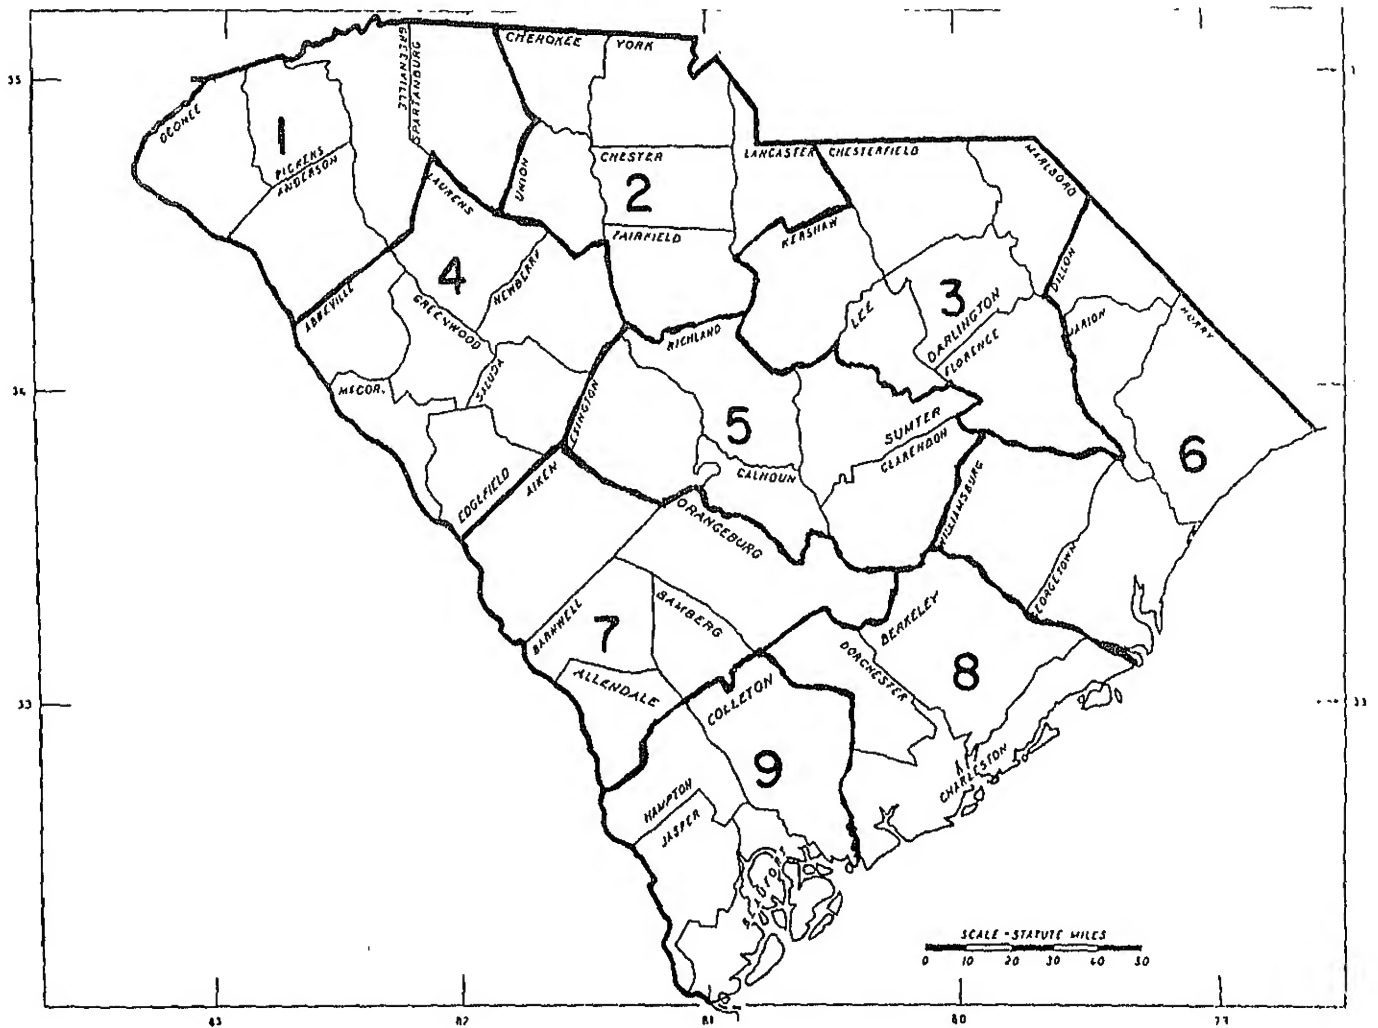 35
OCONEE
1
PICKENS
ANDERSON
GREENVILLE
SPARTANBURG
CHEROKEE
YORK
UNION
CHESTER
2
FAIRFIELD
LANCASTER
CHESTERFIELD
MARLBORO
KERSHAW
LAURENS
4
NEWBERRY
ABBEVILLE
GREENWOOD
SALUDA
McCOR.
EDGEFIELD
34
LEE
3
DARLINGTON
FLORENCE
DILLON
MARION
HORRY
6
RICHLAND
5
SUMTER
CLARENDON
CALHOUN
AIKEN
ORANGEBURG
WILLIAMSBURG
GEORGETOWN
BARNWELL
7
BAMBERG
ALLENDALE
BERKELEY
DORCHESTER
8
CHARLESTON
33
33
COLLETON
9
HAMPTON
JASPER
BEAUFORT
SCALE - STATUTE MILES
0 10 20 30 40 50
83 82 81 80